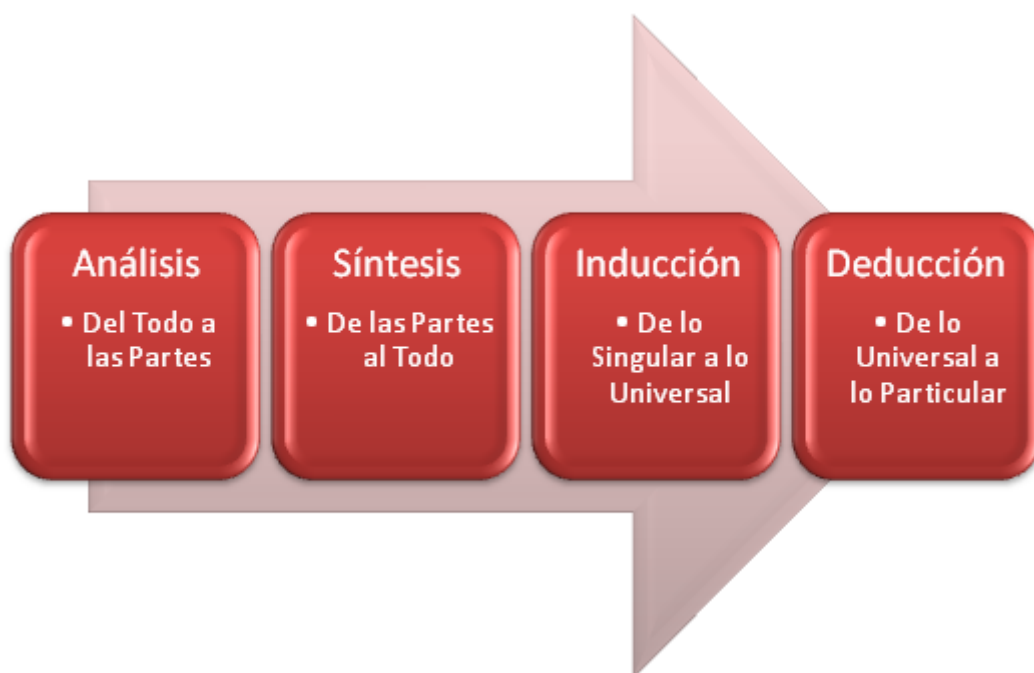 Análisis
▪ Del Todo a
las Partes
Síntesis
▪ De las Partes
al Todo
Inducción
▪ De lo
Singular a lo
Universal
Deducción
▪ De lo
Universal a
lo Particular